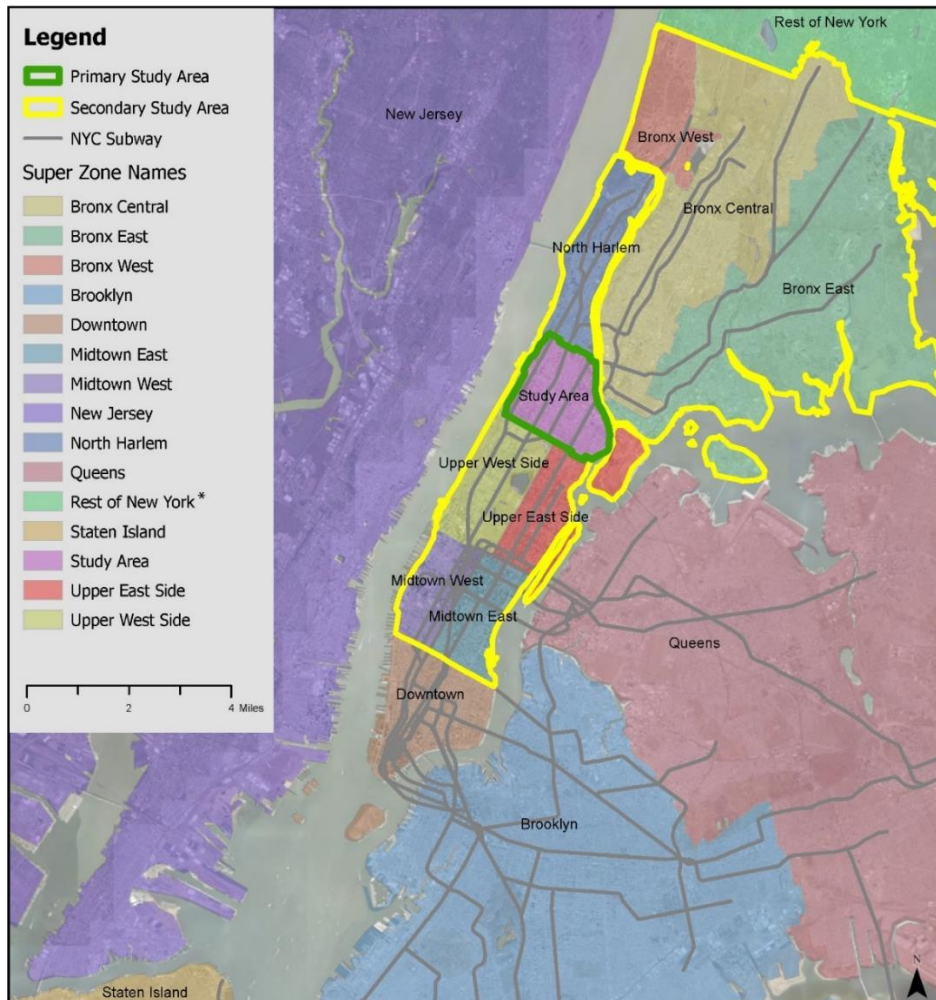 Legend
Primary Study Area
Secondary Study Area
NYC Subway
Super Zone Names
Bronx Central
Bronx East
Bronx West
Brooklyn
Downtown
Midtown East
Midtown West
New Jersey
North Harlem
Queens
Rest of New York*
Staten Island
Study Area
Upper East Side
Upper West Side
0 2 4 Miles
Rest of New York
New Jersey
Bronx West
Bronx Central
North Harlem
Bronx East
Study Area
Upper West Side
Upper East Side
Midtown West
Midtown East
Queens
Downtown
Brooklyn
Staten Island
N